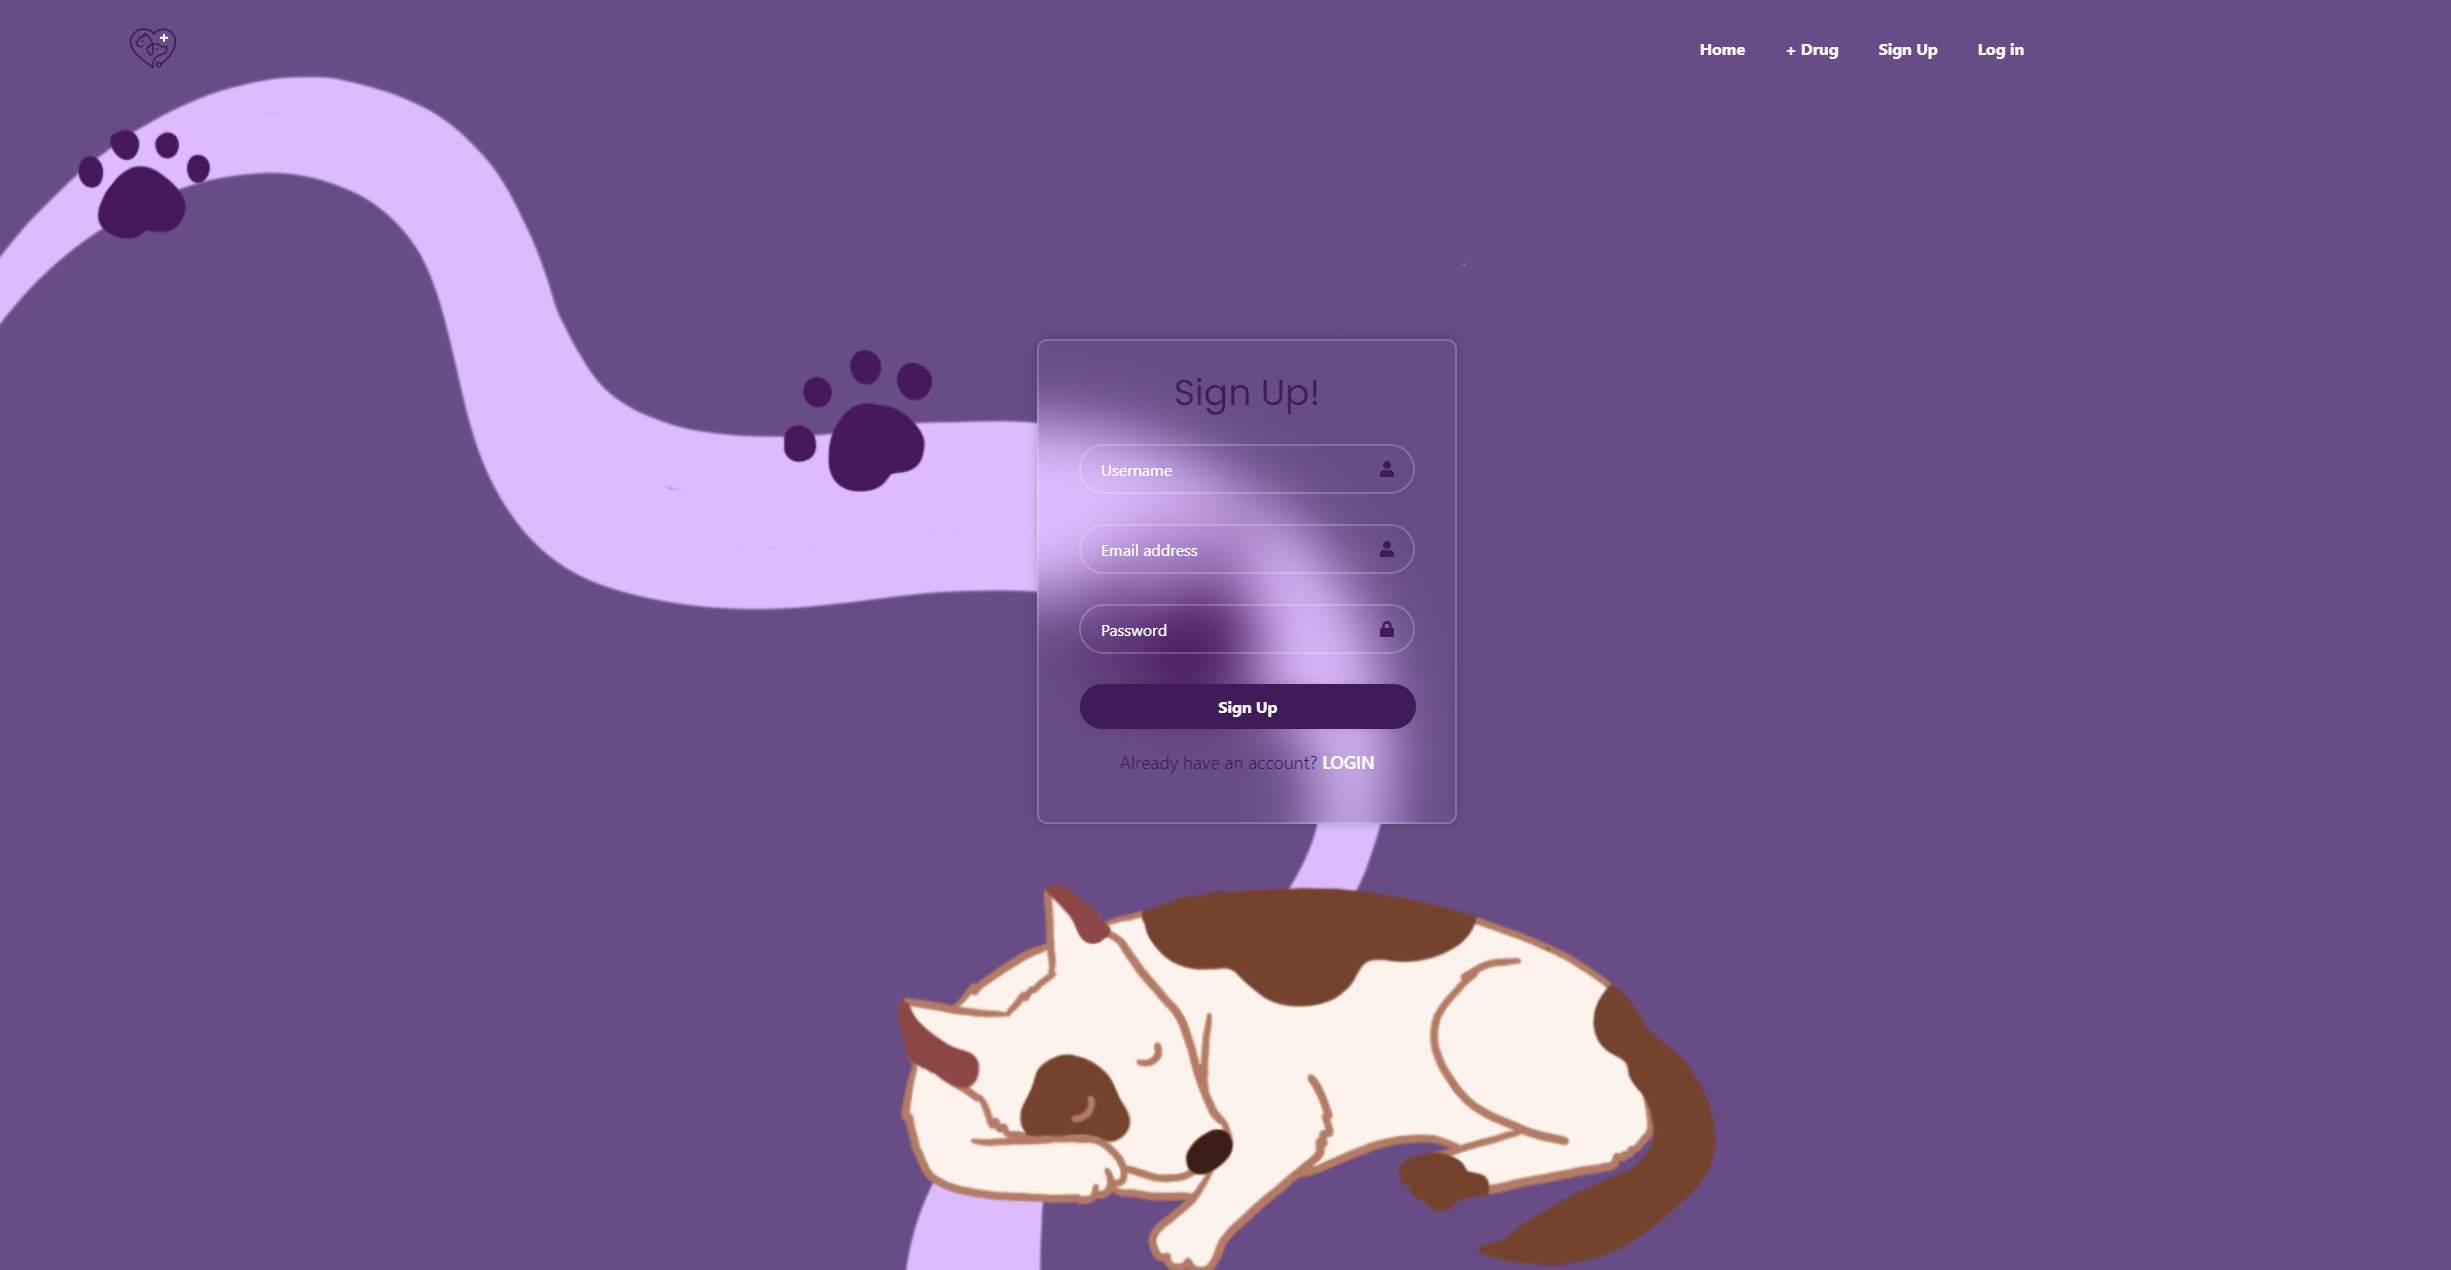 Home + Drug Sign Up Log in
Sign Up!
Username
Email address
Password
Sign Up
Already have an account? LOGIN